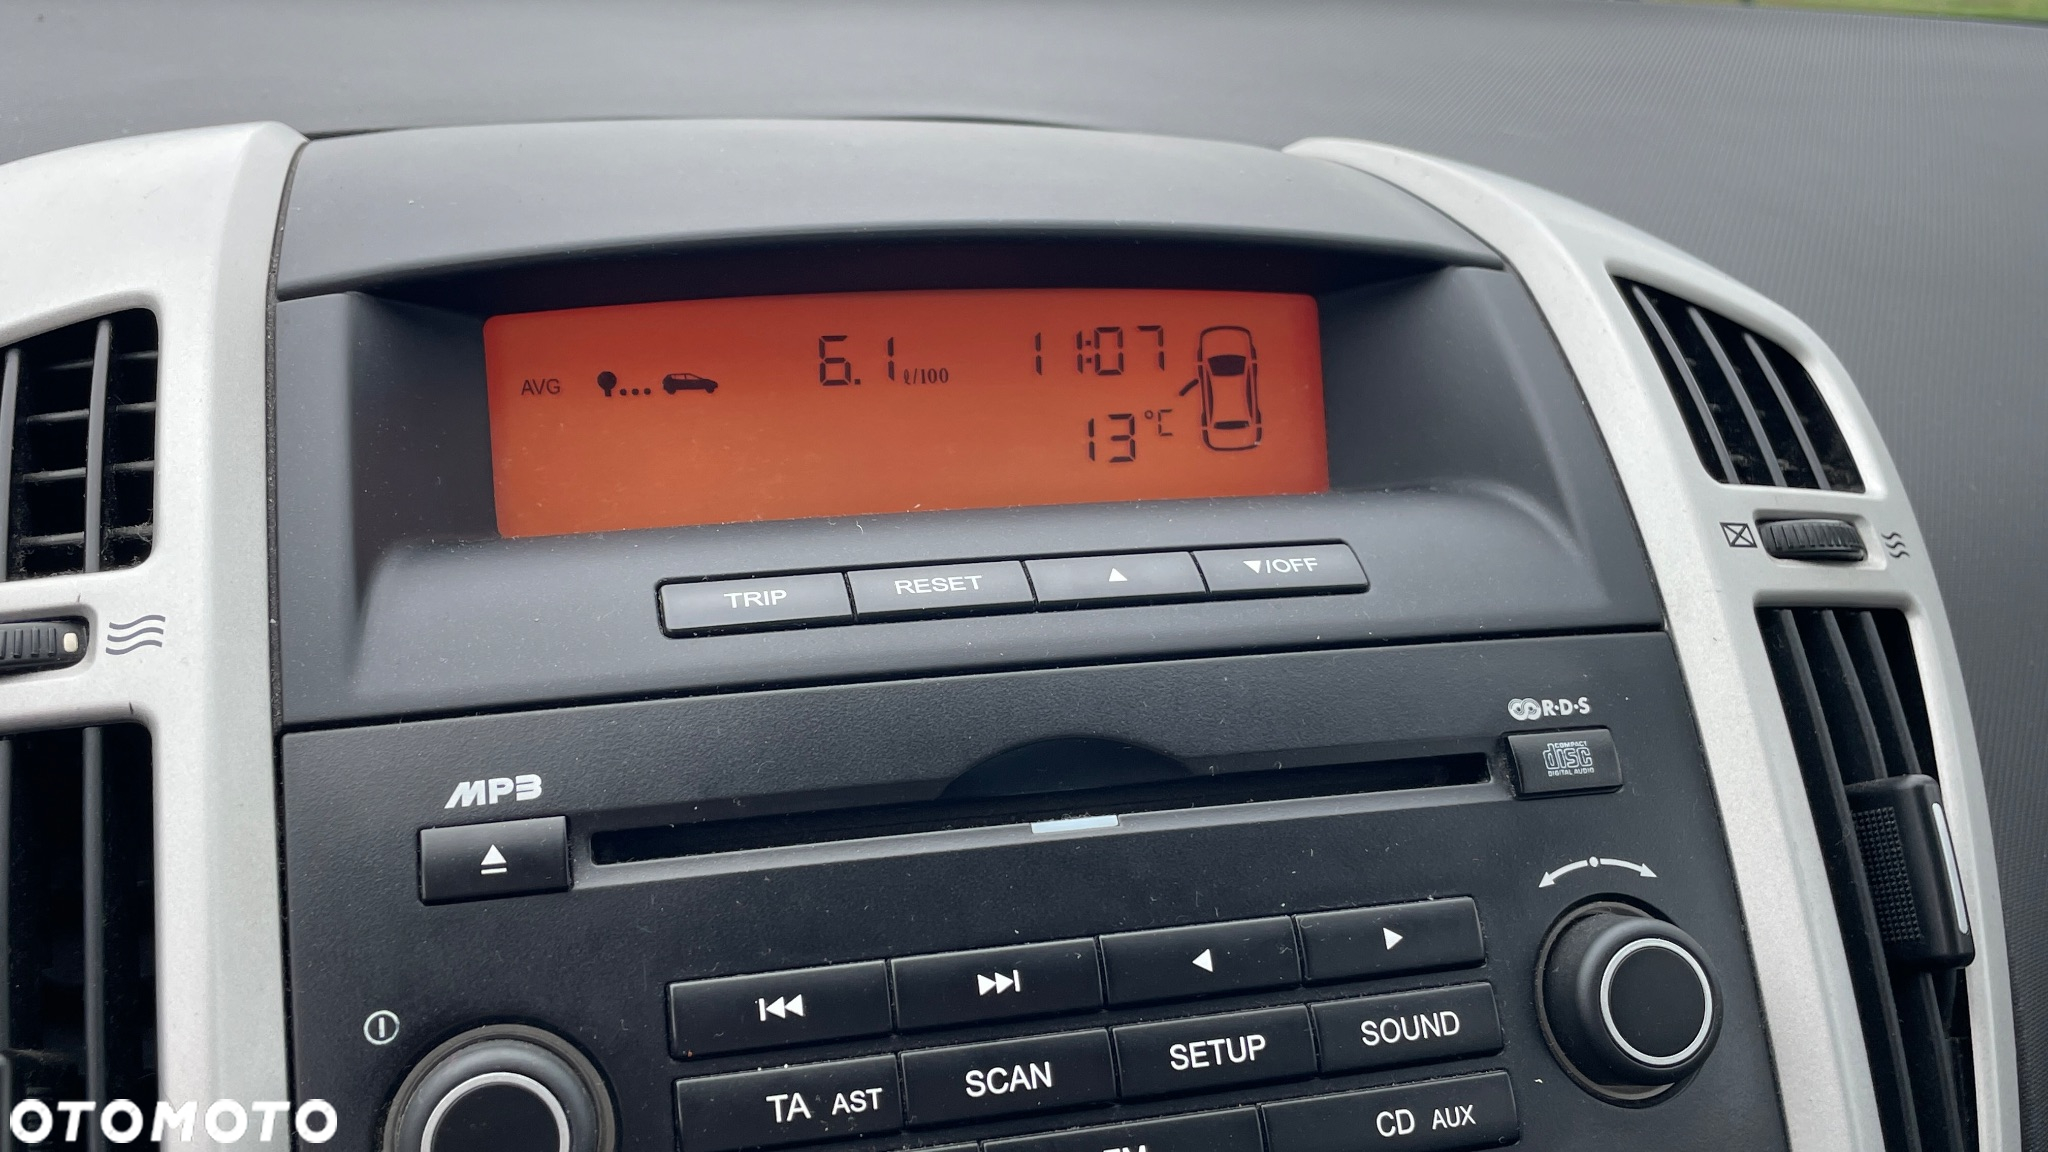 AVG 6.1 ℓ/100 11:07
13 °C
TRIP RESET ▲ ▼/OFF
R·D·S
MP3
COMPACT
disc
DIGITAL AUDIO
SETUP SOUND
TA AST SCAN
CD AUX
OTOMOTO